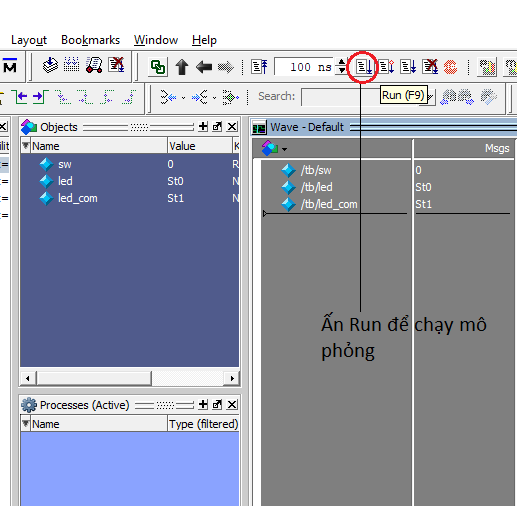 Layout Bookmarks Window Help
M
100 ns
Search:
Run (F9)
Objects
Name Value K
sw 0 R
led St0 N
led_com St1 N
Wave - Default
Msgs
/tb/sw 0
/tb/led St0
/tb/led_com St1
Ấn Run để chạy mô
phỏng
Processes (Active)
Name Type (filtered)